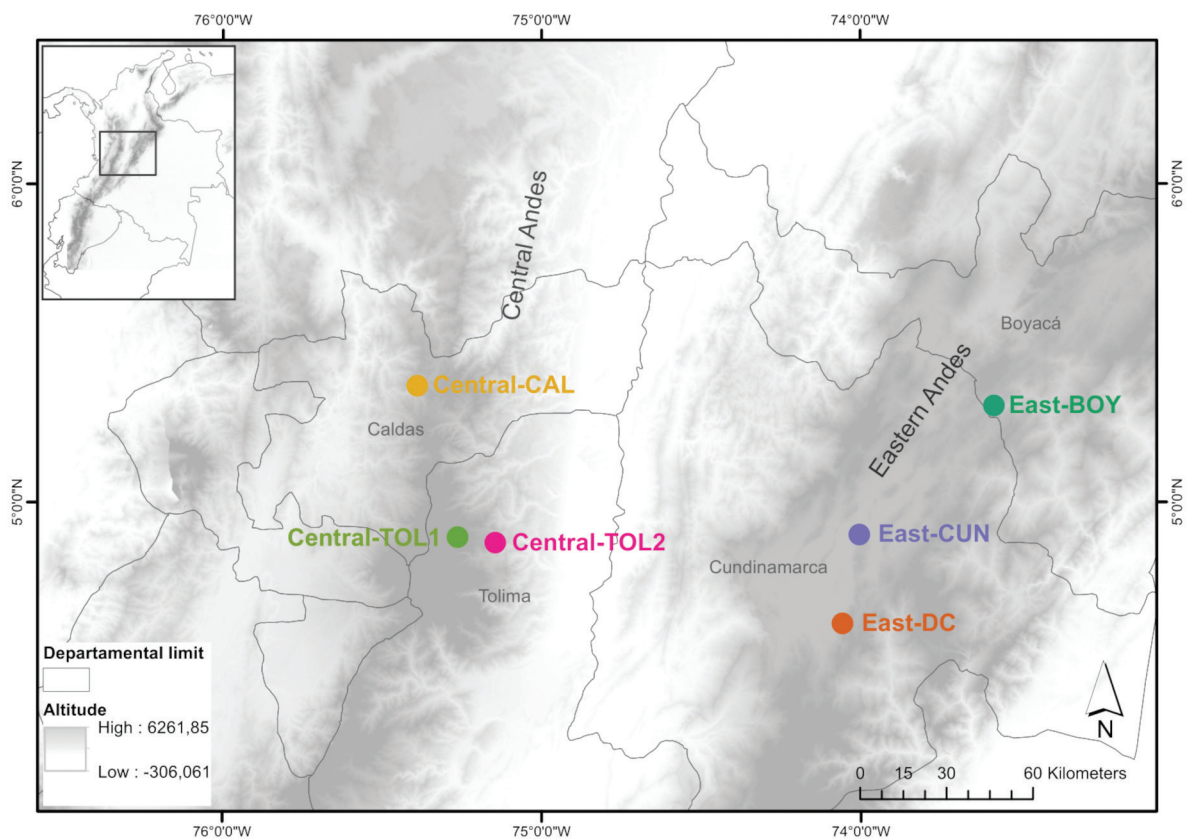 76°0'0"W 75°0'0"W 74°0'0"W
6°0'0"N 6°0'0"N
Central Andes
Boyacá
Central-CAL
East-BOY
Caldas
Eastern Andes
5°0'0"N 5°0'0"N
Central-TOL1 Central-TOL2
East-CUN
Cundinamarca
Tolima
East-DC
Departamental limit
Altitude
High : 6261,85
Low : -306,061
N
0 15 30 60 Kilometers
76°0'0"W 75°0'0"W 74°0'0"W